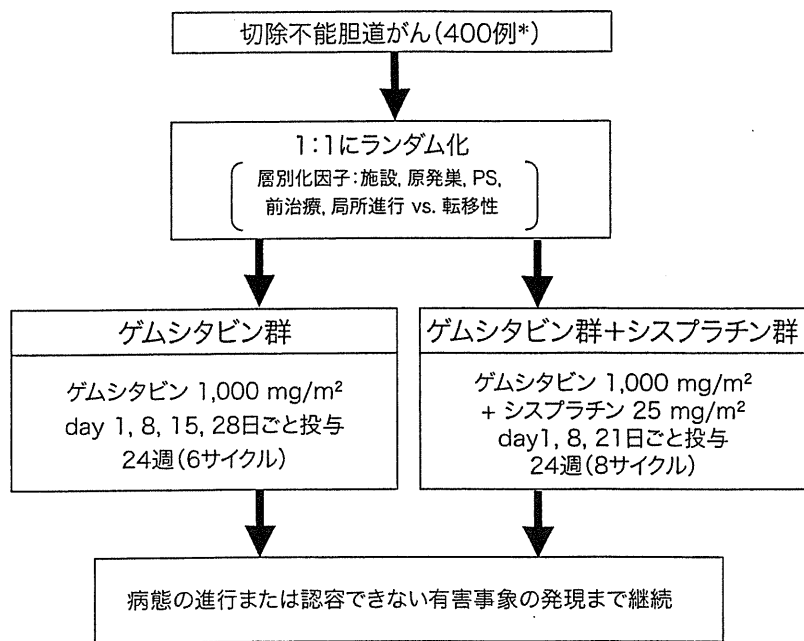 切除不能胆道がん(400例*)
1:1にランダム化
層別化因子:施設, 原発巣, PS,
前治療, 局所進行 vs. 転移性
ゲムシタビン群
ゲムシタビン 1,000 mg/m²
day 1, 8, 15, 28日ごと投与
24週(6サイクル)
ゲムシタビン群+シスプラチン群
ゲムシタビン 1,000 mg/m²
+ シスプラチン 25 mg/m²
day1, 8, 21日ごと投与
24週(8サイクル)
病態の進行または認容できない有害事象の発現まで継続